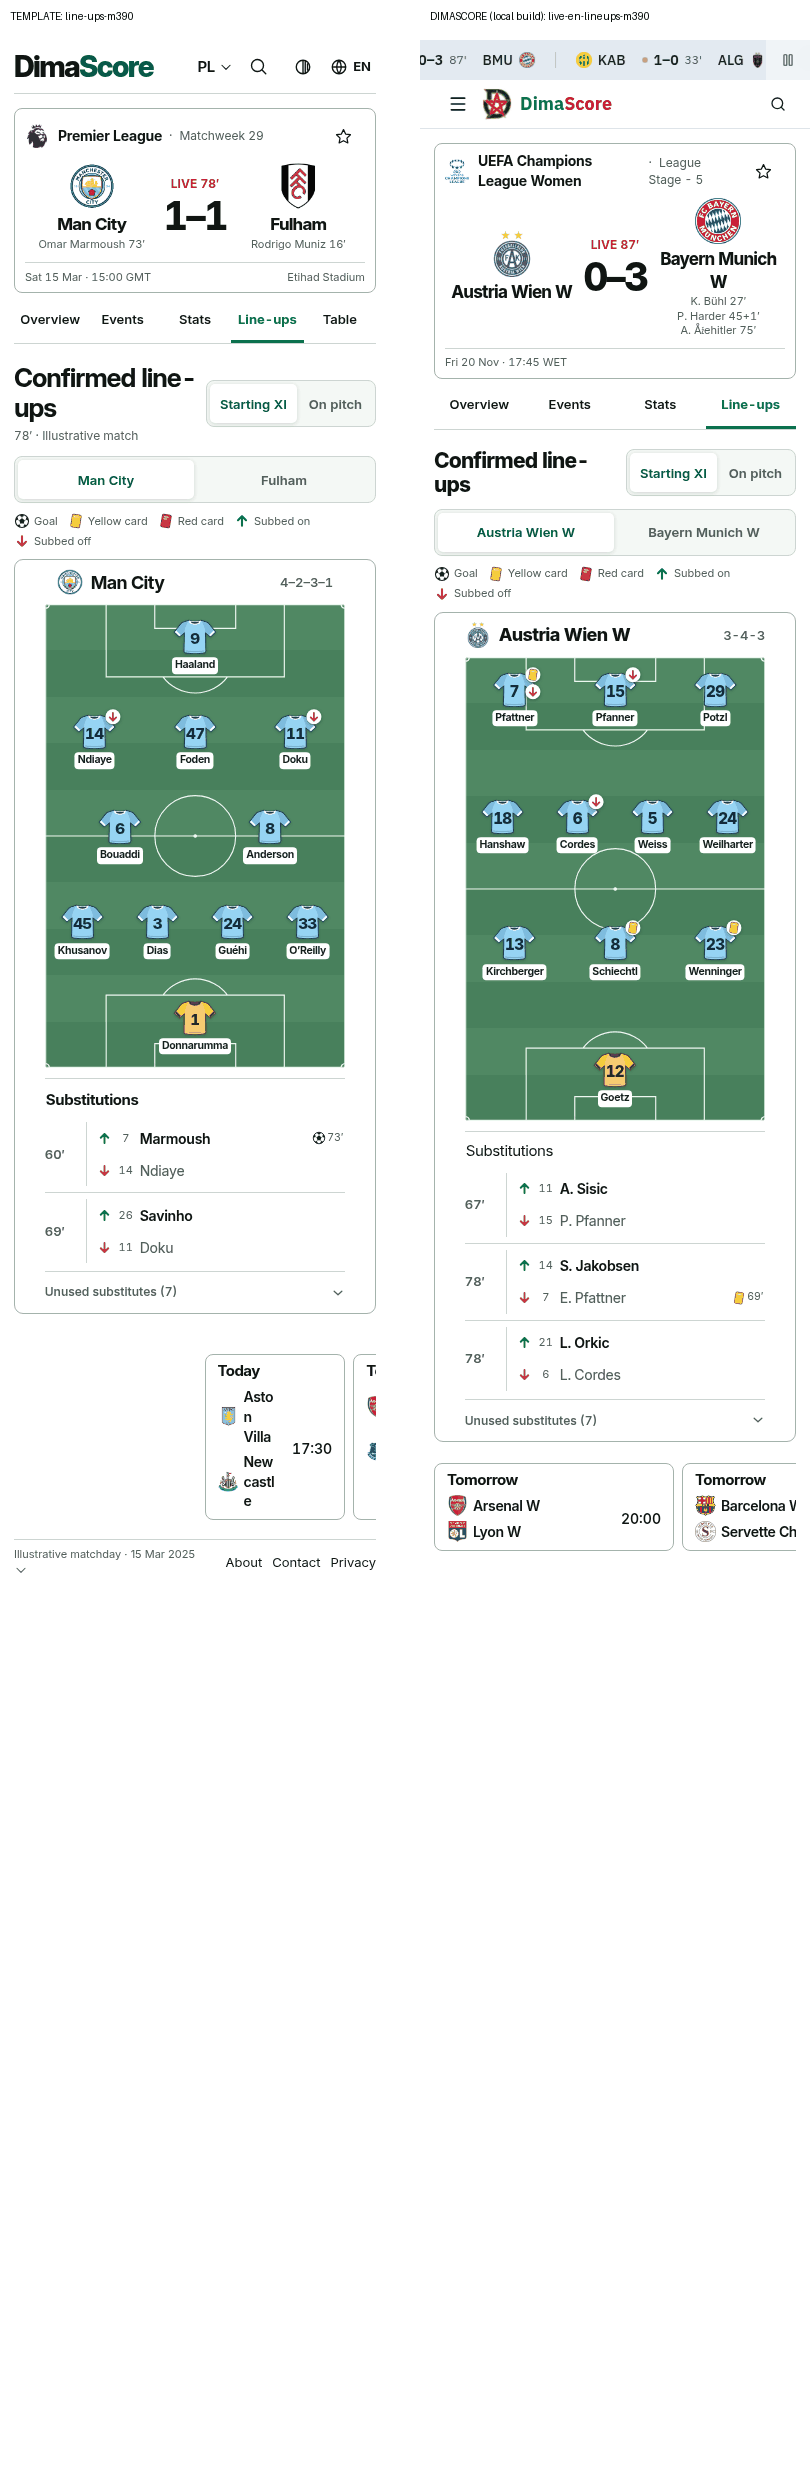 TEMPLATE: line-ups-m390
DimaScore
PL
EN
Premier League · Matchweek 29
LIVE 78'
1–1
Man City
Fulham
Omar Marmoush 73'
Rodrigo Muniz 16'
Sat 15 Mar · 15:00 GMT
Etihad Stadium
Overview
Events
Stats
Line-ups
Table
Confirmed line-
ups
78' · Illustrative match
Starting XI
On pitch
Man City
Fulham
Goal
Yellow card
Red card
Subbed on
Subbed off
Man City
4–2–3–1
9
Haaland
14
47
11
Ndiaye
Foden
Doku
6
8
Bouaddi
Anderson
45
3
24
33
Khusanov
Dias
Guéhi
O'Reilly
1
Donnarumma
Substitutions
60'
7 Marmoush
73'
14 Ndiaye
69'
26 Savinho
11 Doku
Unused substitutes (7)
Today
Asto
n
Villa
17:30
New
castl
e
To
Illustrative matchday · 15 Mar 2025
About
Contact
Privacy
DIMASCORE (local build): live-en-lineups-m390
0–3 87' BMU
KAB 1–0 33' ALG
DimaScore
UEFA Champions
League Women
· League
Stage - 5
LIVE 87'
0–3
Austria Wien W
Bayern Munich
W
K. Bühl 27'
P. Harder 45+1'
A. Åiehitler 75'
Fri 20 Nov · 17:45 WET
Overview
Events
Stats
Line-ups
Confirmed line-
ups
Starting XI
On pitch
Austria Wien W
Bayern Munich W
Goal
Yellow card
Red card
Subbed on
Subbed off
Austria Wien W
3-4-3
7
15
29
Pfattner
Pfanner
Potzl
18
6
5
24
Hanshaw
Cordes
Weiss
Weilharter
13
8
23
Kirchberger
Schiechtl
Wenninger
12
Goetz
Substitutions
67'
11 A. Sisic
15 P. Pfanner
78'
14 S. Jakobsen
7 E. Pfattner
69'
78'
21 L. Orkic
6 L. Cordes
Unused substitutes (7)
Tomorrow
Arsenal W
Lyon W
20:00
Tomorrow
Barcelona W
Servette Ch